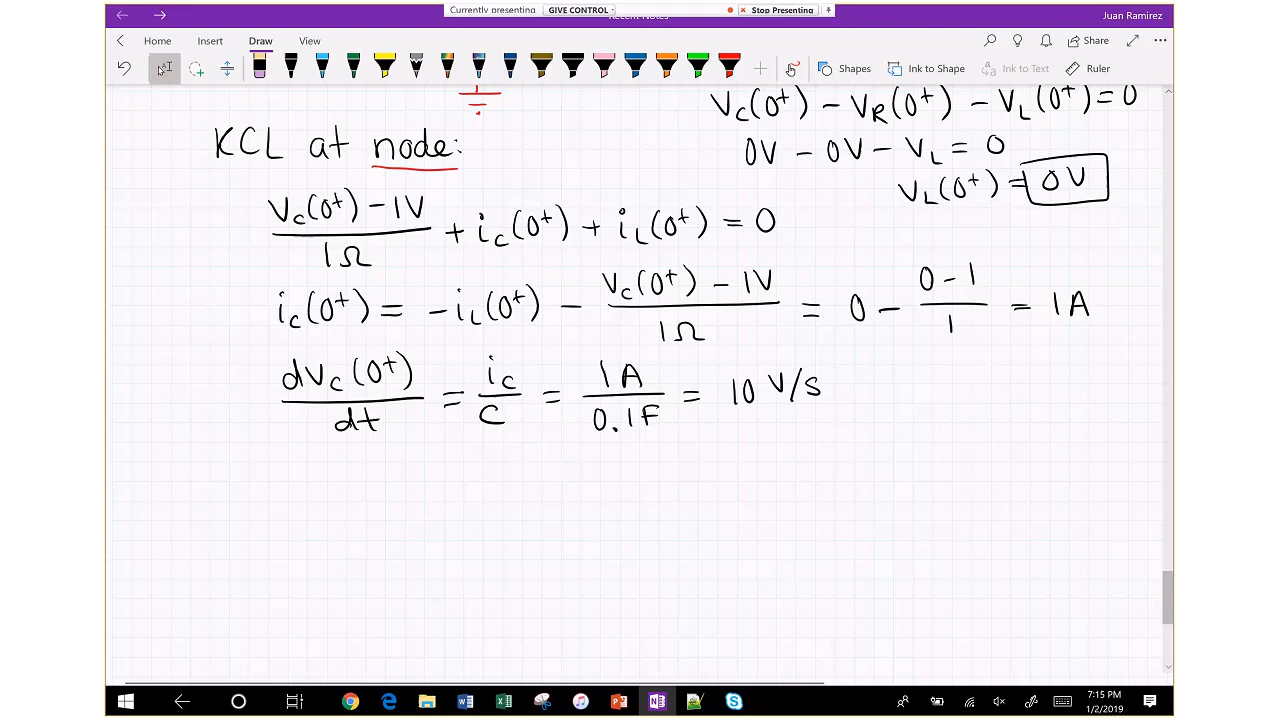 Currently presenting GIVE CONTROL Stop Presenting
Recent Notes
Juan Ramirez
Home Insert Draw View
Share
Shapes Ink to Shape Ink to Text Ruler
Vc(0⁺) − VR(0⁺) − VL(0⁺) = 0
KCL at node:
0V − 0V − VL = 0
VL(0⁺) = 0V
Vc(0⁺) − 1V / 1Ω + ic(0⁺) + iL(0⁺) = 0
ic(0⁺) = −iL(0⁺) − Vc(0⁺) − 1V / 1Ω = 0 − 0 − 1 / 1 = 1A
dVc(0⁺) / dt = ic / C = 1A / 0.1F = 10 V/s
7:15 PM
1/2/2019